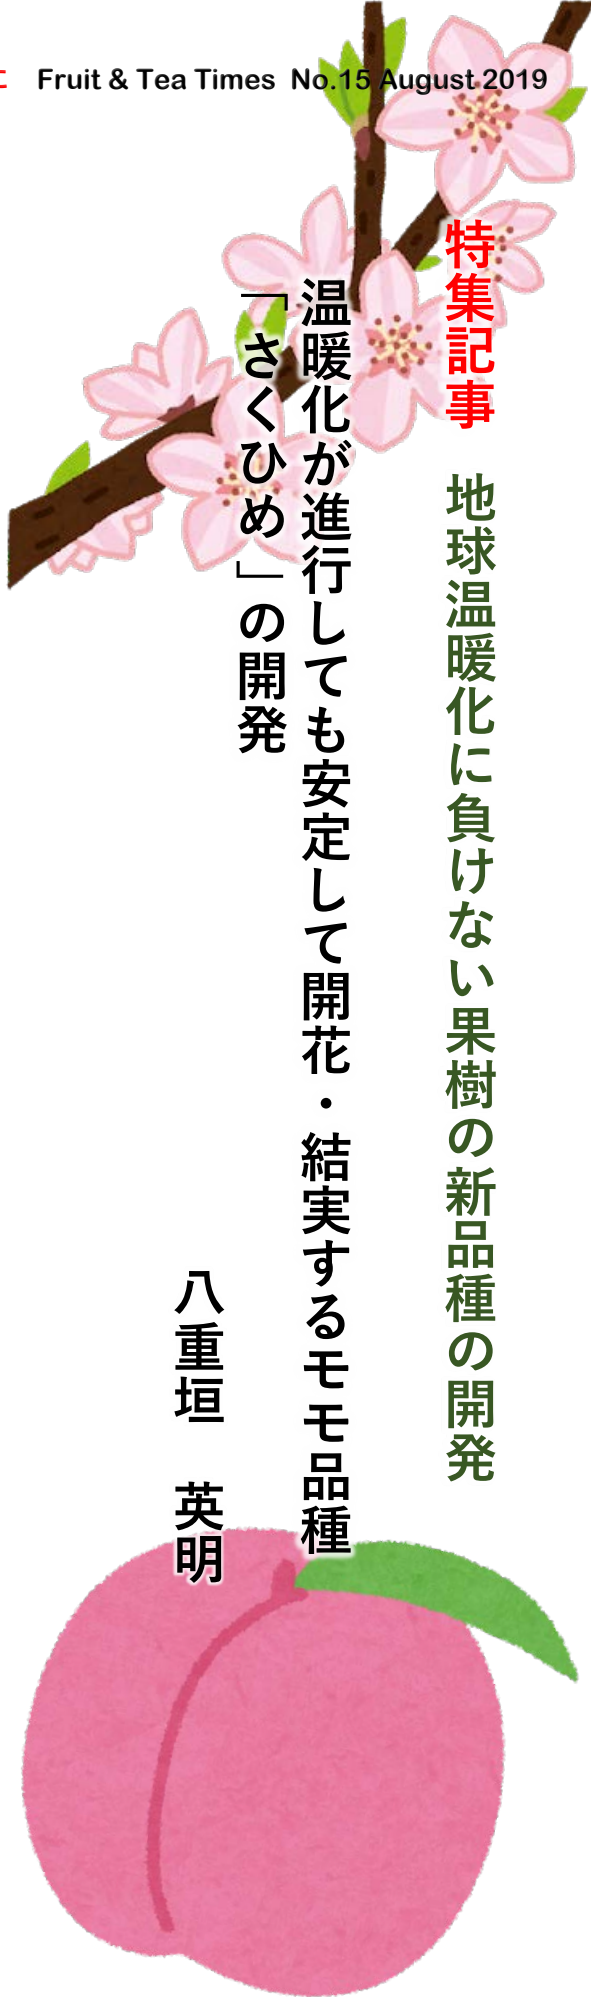 Fruit & Tea Times No.15 August 2019
特集記事 地球温暖化に負けない果樹の新品種の開発
温暖化が進行しても安定して開花・結実するモモ品種
「さくひめ」の開発
八重垣 英明